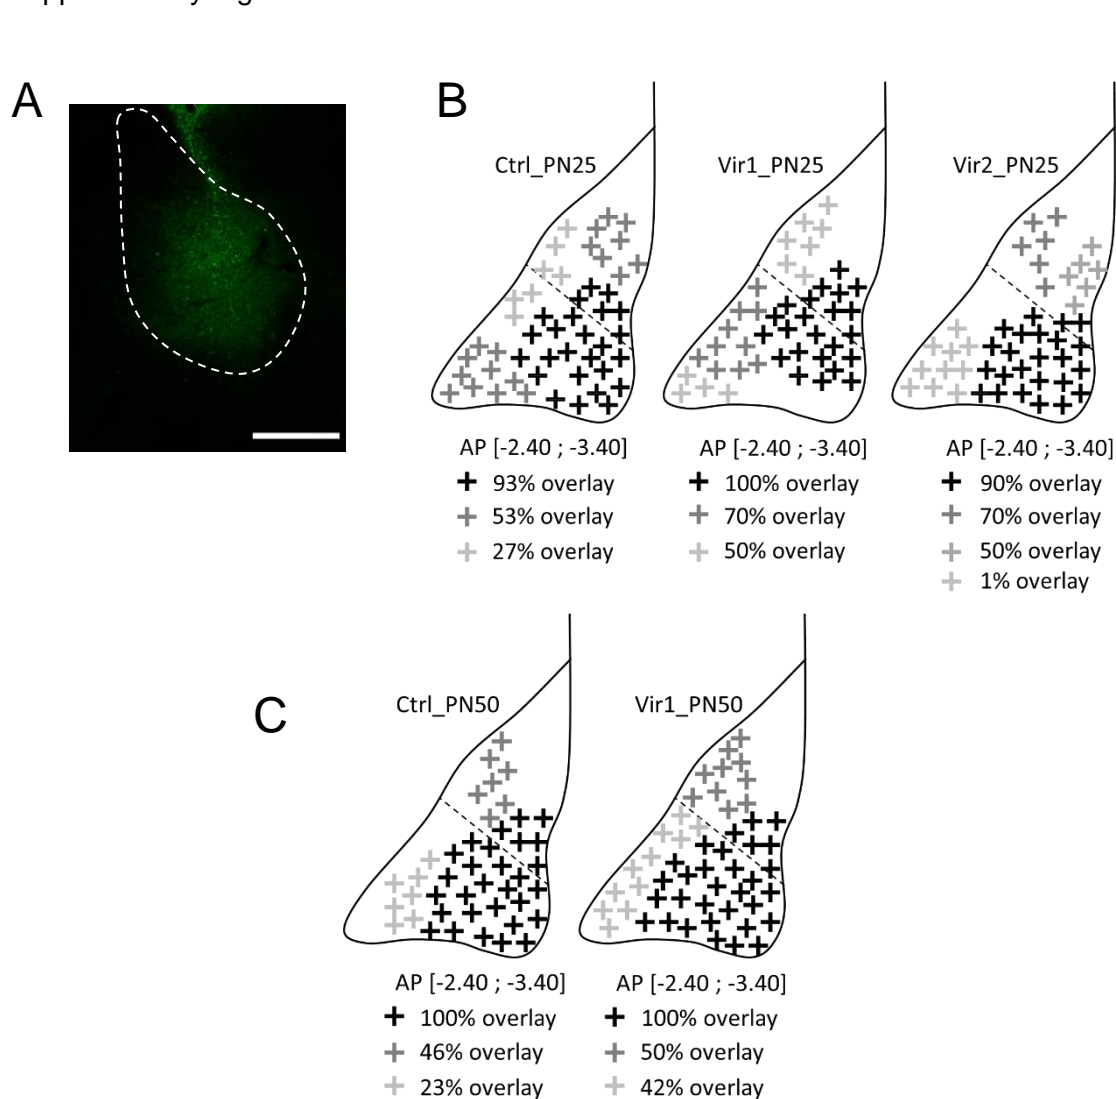 A
B
Ctrl_PN25
Vir1_PN25
Vir2_PN25
AP [-2.40 ; -3.40]
93% overlay
53% overlay
27% overlay
AP [-2.40 ; -3.40]
100% overlay
70% overlay
50% overlay
AP [-2.40 ; -3.40]
90% overlay
70% overlay
50% overlay
1% overlay
C
Ctrl_PN50
Vir1_PN50
AP [-2.40 ; -3.40]
100% overlay
46% overlay
23% overlay
AP [-2.40 ; -3.40]
100% overlay
50% overlay
42% overlay